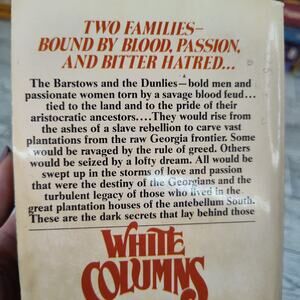 TWO FAMILIES—
BOUND BY BLOOD, PASSION,
AND BITTER HATRED...
The Barstows and the Dunlies—bold men and
passionate women torn by a savage blood feud...
tied to the land and to the pride of their
aristocratic ancestors....They would rise from
the ashes of a slave rebellion to carve vast
plantations from the raw Georgia frontier. Some
would be ravaged by the rule of greed. Others
would be seized by a lofty dream. All would be
swept up in the storms of love and passion
that were the destiny of the Georgians and the
turbulent legacy of those who lived in the
great plantation houses of the antebellum South.
These are the dark secrets that lay behind those
WHITE
COLUMNS